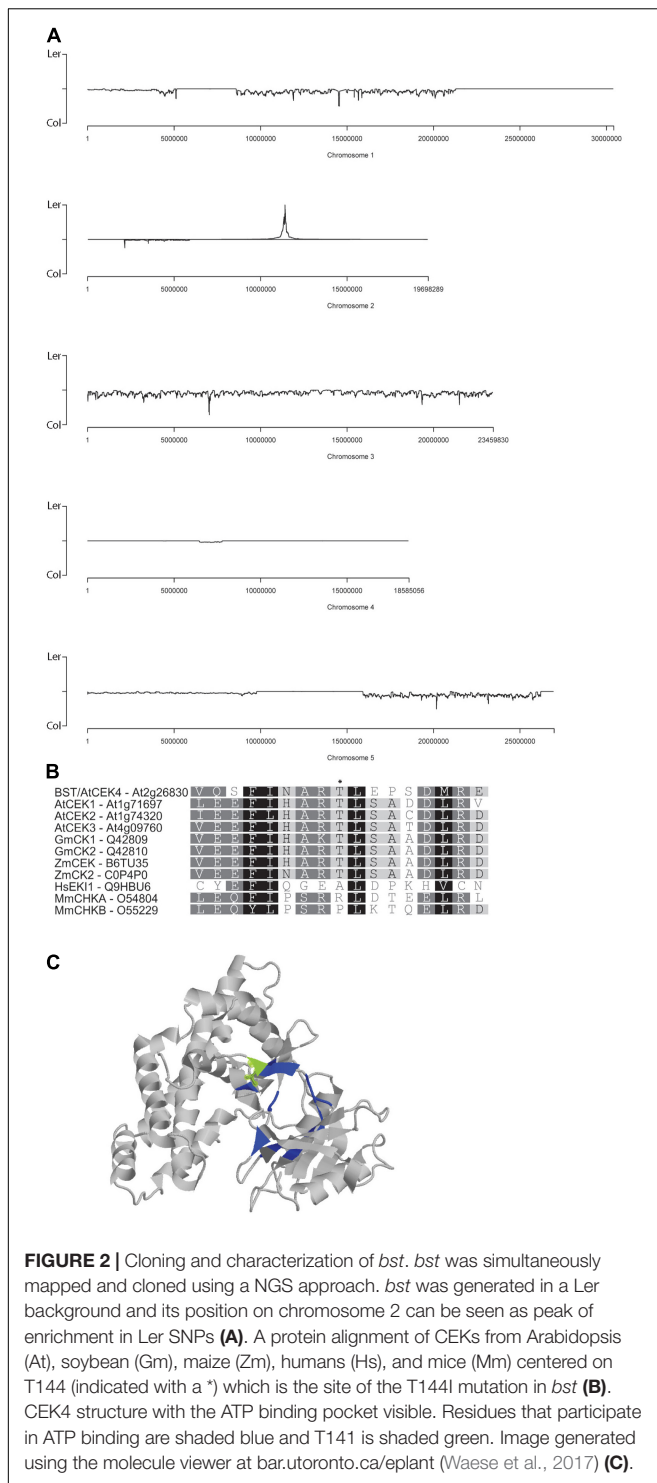 A
Ler
Col
1 5000000 10000000 15000000 20000000 25000000 30000000
Chromosome 1
Ler
Col
1 5000000 10000000 15000000 19698289
Chromosome 2
Ler
Col
1 5000000 10000000 15000000 20000000 23459830
Chromosome 3
Ler
Col
1 5000000 10000000 15000000 18585056
Chromosome 4
Ler
Col
1 5000000 10000000 15000000 20000000 25000000
Chromosome 5
B
*
BST/AtCEK4 - At2g26830 V Q S F I N A R T L E P S D M R E
AtCEK1 - At1g71697 I E E F I H A R T L S A D D L R V
AtCEK2 - At1g74320 I E E F L H A R T L S A C D L R D
AtCEK3 - At4g09760 V E E F I H A R T L S A T D L R D
GmCK1 - Q42809 V E E F I H A R T L S A A D L R D
GmCK2 - Q42810 V E E F I H A R T L S A A D L R D
ZmCEK - B6TU35 V E E F I H A R T L S A A D L R D
ZmCK2 - C0P4P0 V E E F I N A R T L S A A D L R D
HsEKI1 - Q9HBU6 C Y E F I Q G E A L D P K H V C N
MmCHKA - O54804 L E Q F I P S R R L D T E E L R L
MmCHKB - O55229 L E Q Y L P S R P L K T Q E L R D
C
FIGURE 2 | Cloning and characterization of bst. bst was simultaneously
mapped and cloned using a NGS approach. bst was generated in a Ler
background and its position on chromosome 2 can be seen as peak of
enrichment in Ler SNPs (A). A protein alignment of CEKs from Arabidopsis
(At), soybean (Gm), maize (Zm), humans (Hs), and mice (Mm) centered on
T144 (indicated with a *) which is the site of the T144I mutation in bst (B).
CEK4 structure with the ATP binding pocket visible. Residues that participate
in ATP binding are shaded blue and T141 is shaded green. Image generated
using the molecule viewer at bar.utoronto.ca/eplant (Waese et al., 2017) (C).